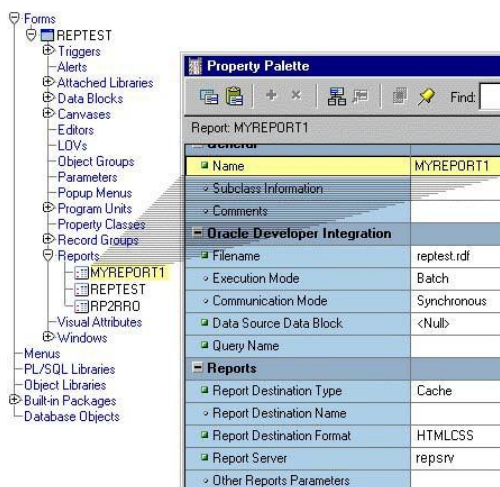 Forms
REPTEST
Triggers
Alerts
Attached Libraries
Data Blocks
Canvases
Editors
LOVs
Object Groups
Parameters
Popup Menus
Program Units
Property Classes
Record Groups
Reports
MYREPORT1
REPTEST
RP2RRO
Visual Attributes
Windows
Menus
PL/SQL Libraries
Object Libraries
Built-in Packages
Database Objects
Property Palette
Find:
Report: MYREPORT1
General
Name MYREPORT1
Subclass Information
Comments
Oracle Developer Integration
Filename reptest.rdf
Execution Mode Batch
Communication Mode Synchronous
Data Source Data Block <Null>
Query Name
Reports
Report Destination Type Cache
Report Destination Name
Report Destination Format HTMLCSS
Report Server repsrv
Other Reports Parameters